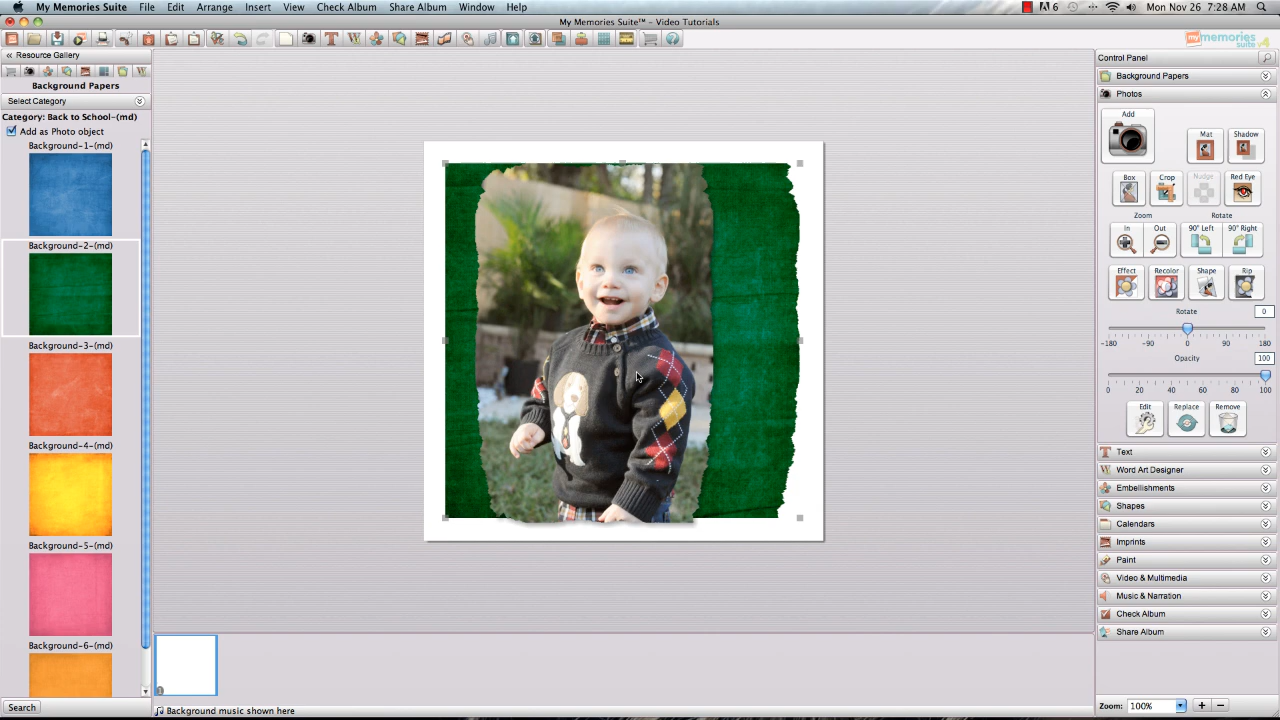 My Memories Suite File Edit Arrange Insert View Check Album Share Album Window Help 6 Mon Nov 26 7:28 AM
My Memories Suite™ - Video Tutorials
my memories suite v4
« Resource Gallery
Background Papers
Select Category
Category: Back to School-(md)
Add as Photo object
Background-1-(md)
Background-2-(md)
Background-3-(md)
Background-4-(md)
Background-5-(md)
Background-6-(md)
Search
1
Background music shown here
Control Panel
Background Papers
Photos
Add
Mat Shadow
Box Crop Nudge Red Eye
Zoom Rotate
In Out 90° Left 90° Right
Effect Recolor Shape Rip
Rotate 0
-180 -90 0 90 180
Opacity 100
0 20 40 60 80 100
Edit Replace Remove
Text
Word Art Designer
Embellishments
Shapes
Calendars
Imprints
Paint
Video & Multimedia
Music & Narration
Check Album
Share Album
Zoom: 100%